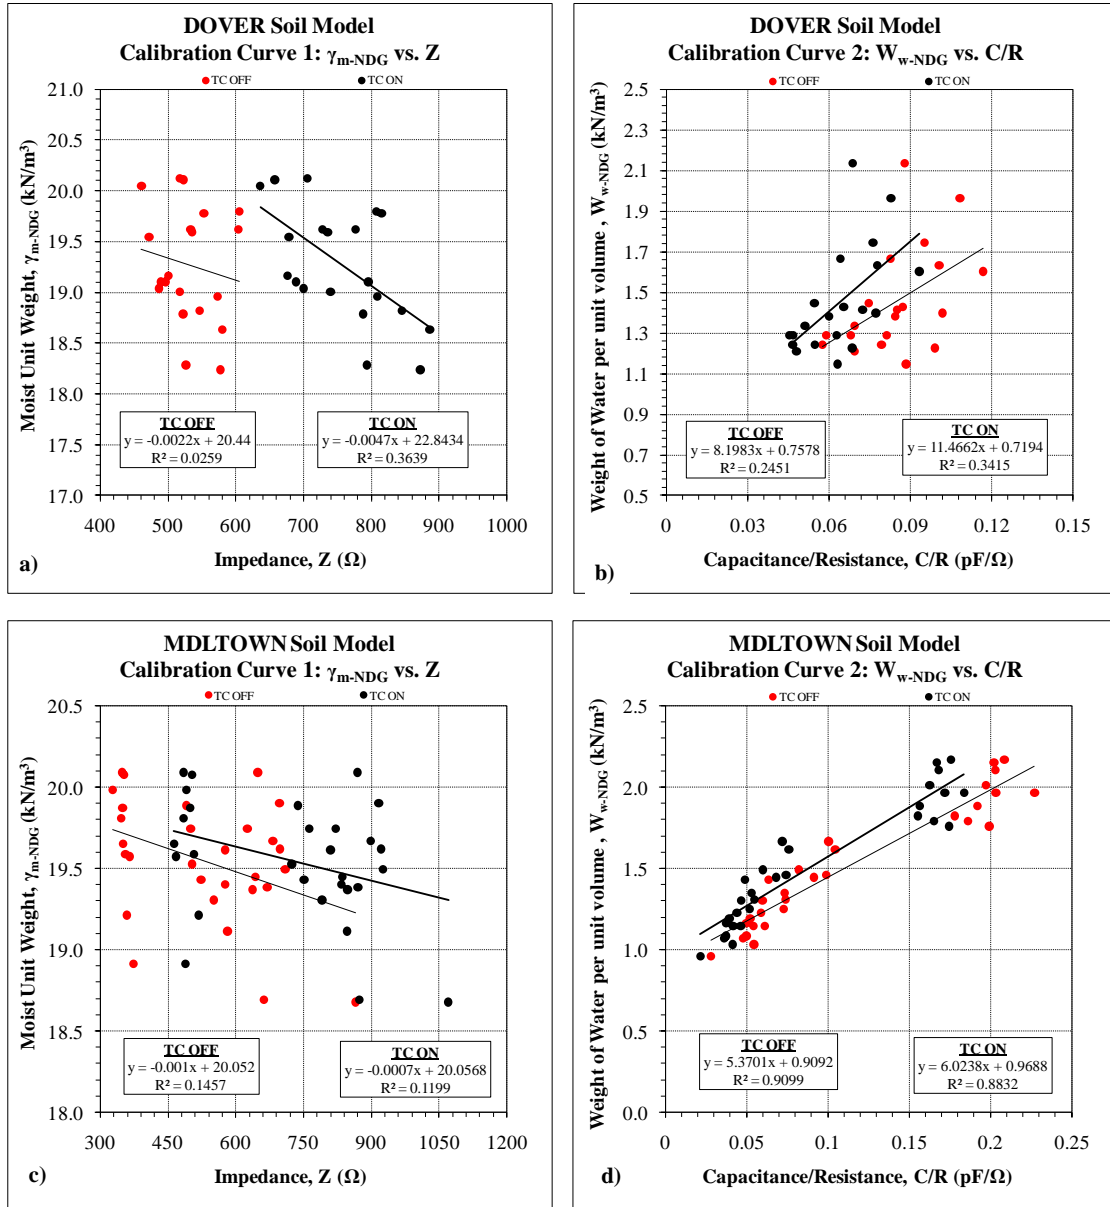 DOVER Soil Model
Calibration Curve 1: γm-NDG vs. Z
TC OFF TC ON
Moist Unit Weight, γm-NDG (kN/m³)
21.0
20.5
20.0
19.5
19.0
18.5
18.0
17.5
17.0
TC OFF
y = -0.0022x + 20.44
R² = 0.0259
TC ON
y = -0.0047x + 22.8434
R² = 0.3639
400 500 600 700 800 900 1000
Impedance, Z (Ω)
a)
DOVER Soil Model
Calibration Curve 2: Ww-NDG vs. C/R
TC OFF TC ON
Weight of Water per unit volume , Ww-NDG (kN/m³)
2.5
2.3
2.1
1.9
1.7
1.5
1.3
1.1
0.9
0.7
0.5
TC OFF
y = 8.1983x + 0.7578
R² = 0.2451
TC ON
y = 11.4662x + 0.7194
R² = 0.3415
0 0.03 0.06 0.09 0.12 0.15
Capacitance/Resistance, C/R (pF/Ω)
b)
MDLTOWN Soil Model
Calibration Curve 1: γm-NDG vs. Z
TC OFF TC ON
Moist Unit Weight, γm-NDG (kN/m³)
20.5
20.0
19.5
19.0
18.5
18.0
TC OFF
y = -0.001x + 20.052
R² = 0.1457
TC ON
y = -0.0007x + 20.0568
R² = 0.1199
300 450 600 750 900 1050 1200
Impedance, Z (Ω)
c)
MDLTOWN Soil Model
Calibration Curve 2: Ww-NDG vs. C/R
TC OFF TC ON
Weight of Water per unit volume , Ww-NDG (kN/m³)
2.5
2.0
1.5
1.0
0.5
0.0
TC OFF
y = 5.3701x + 0.9092
R² = 0.9099
TC ON
y = 6.0238x + 0.9688
R² = 0.8832
0 0.05 0.1 0.15 0.2 0.25
Capacitance/Resistance, C/R (pF/Ω)
d)